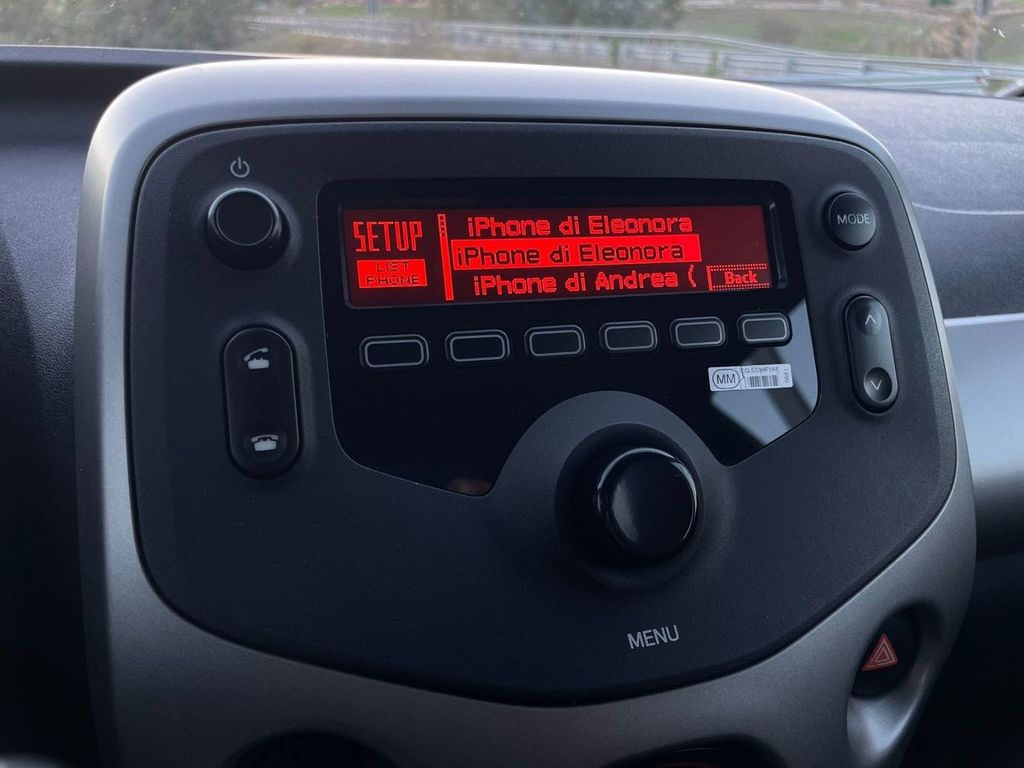 SETUP
LIST
PHONE
iPhone di Eleonora
iPhone di Eleonora
iPhone di Andrea (
Back
MODE
MM
MENU